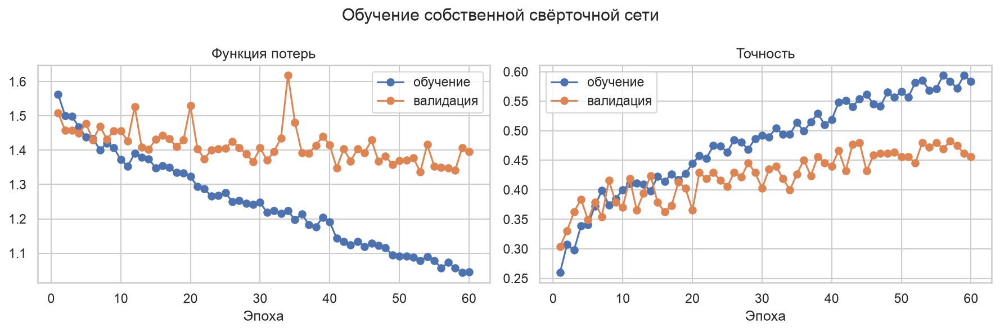 Обучение собственной свёрточной сети
Функция потерь
1.6
1.5
1.4
1.3
1.2
1.1
обучение
валидация
0 10 20 30 40 50 60
Эпоха
Точность
0.60
0.55
0.50
0.45
0.40
0.35
0.30
0.25
обучение
валидация
0 10 20 30 40 50 60
Эпоха